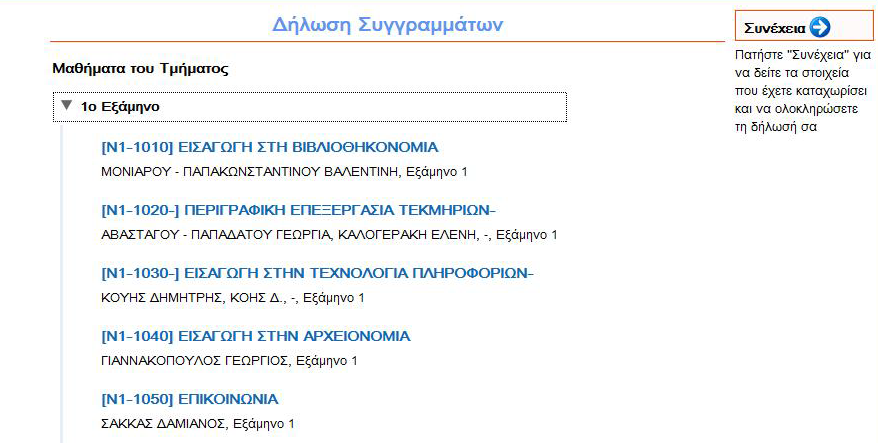 Δήλωση Συγγραμμάτων
Μαθήματα του Τμήματος
1ο Εξάμηνο
[N1-1010] ΕΙΣΑΓΩΓΗ ΣΤΗ ΒΙΒΛΙΟΘΗΚΟΝΟΜΙΑ
ΜΟΝΙΑΡΟΥ - ΠΑΠΑΚΩΝΣΤΑΝΤΙΝΟΥ ΒΑΛΕΝΤΙΝΗ, Εξάμηνο 1
[N1-1020-] ΠΕΡΙΓΡΑΦΙΚΗ ΕΠΕΞΕΡΓΑΣΙΑ ΤΕΚΜΗΡΙΩΝ-
ΑΒΑΣΤΑΓΟΥ - ΠΑΠΑΔΑΤΟΥ ΓΕΩΡΓΙΑ, ΚΑΛΟΓΕΡΑΚΗ ΕΛΕΝΗ, -, Εξάμηνο 1
[N1-1030-] ΕΙΣΑΓΩΓΗ ΣΤΗΝ ΤΕΧΝΟΛΟΓΙΑ ΠΛΗΡΟΦΟΡΙΩΝ-
ΚΟΥΗΣ ΔΗΜΗΤΡΗΣ, ΚΟΗΣ Δ., -, Εξάμηνο 1
[N1-1040] ΕΙΣΑΓΩΓΗ ΣΤΗΝ ΑΡΧΕΙΟΝΟΜΙΑ
ΓΙΑΝΝΑΚΟΠΟΥΛΟΣ ΓΕΩΡΓΙΟΣ, Εξάμηνο 1
[N1-1050] ΕΠΙΚΟΙΝΩΝΙΑ
ΣΑΚΚΑΣ ΔΑΜΙΑΝΟΣ, Εξάμηνο 1
Συνέχεια
Πατήστε "Συνέχεια" για
να δείτε τα στοιχεία
που έχετε καταχωρίσει
και να ολοκληρώσετε
τη δήλωσή σα